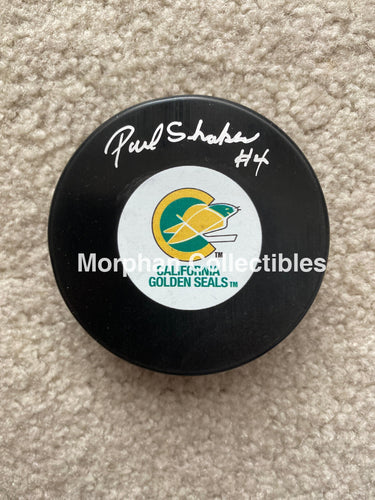 Paul Shakes
#4
Morphan Collectibles
CALIFORNIA
GOLDEN SEALS™